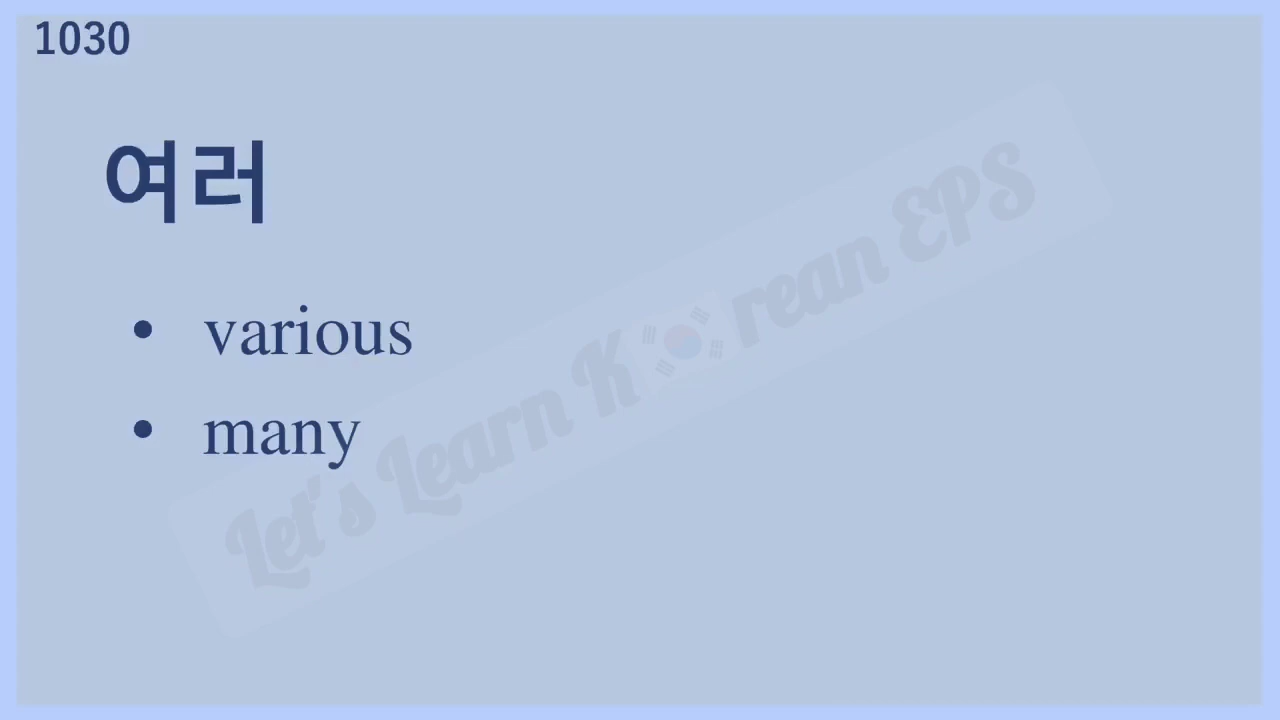 1030
여러
• various
• many
Let's Learn Korean EPS